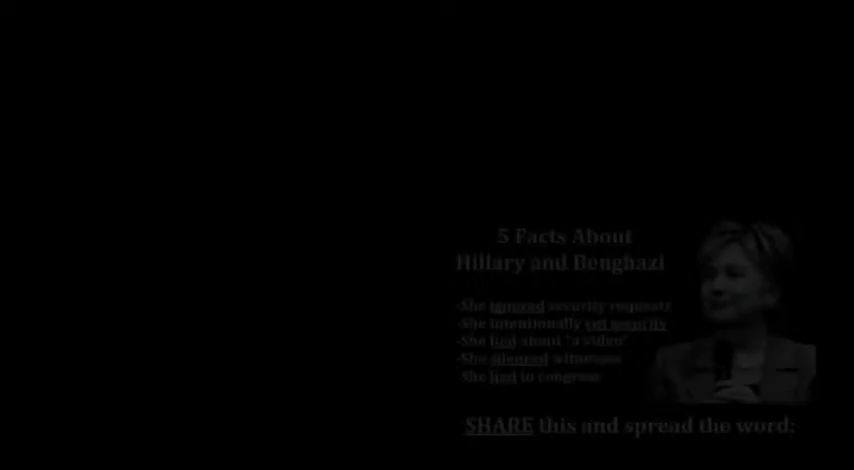 5 Facts About
Hillary and Benghazi
-She ignored security requests
-She intentionally cut security
-She lied about "a video"
-She silenced witnesses
-She lied to congress
SHARE this and spread the word: